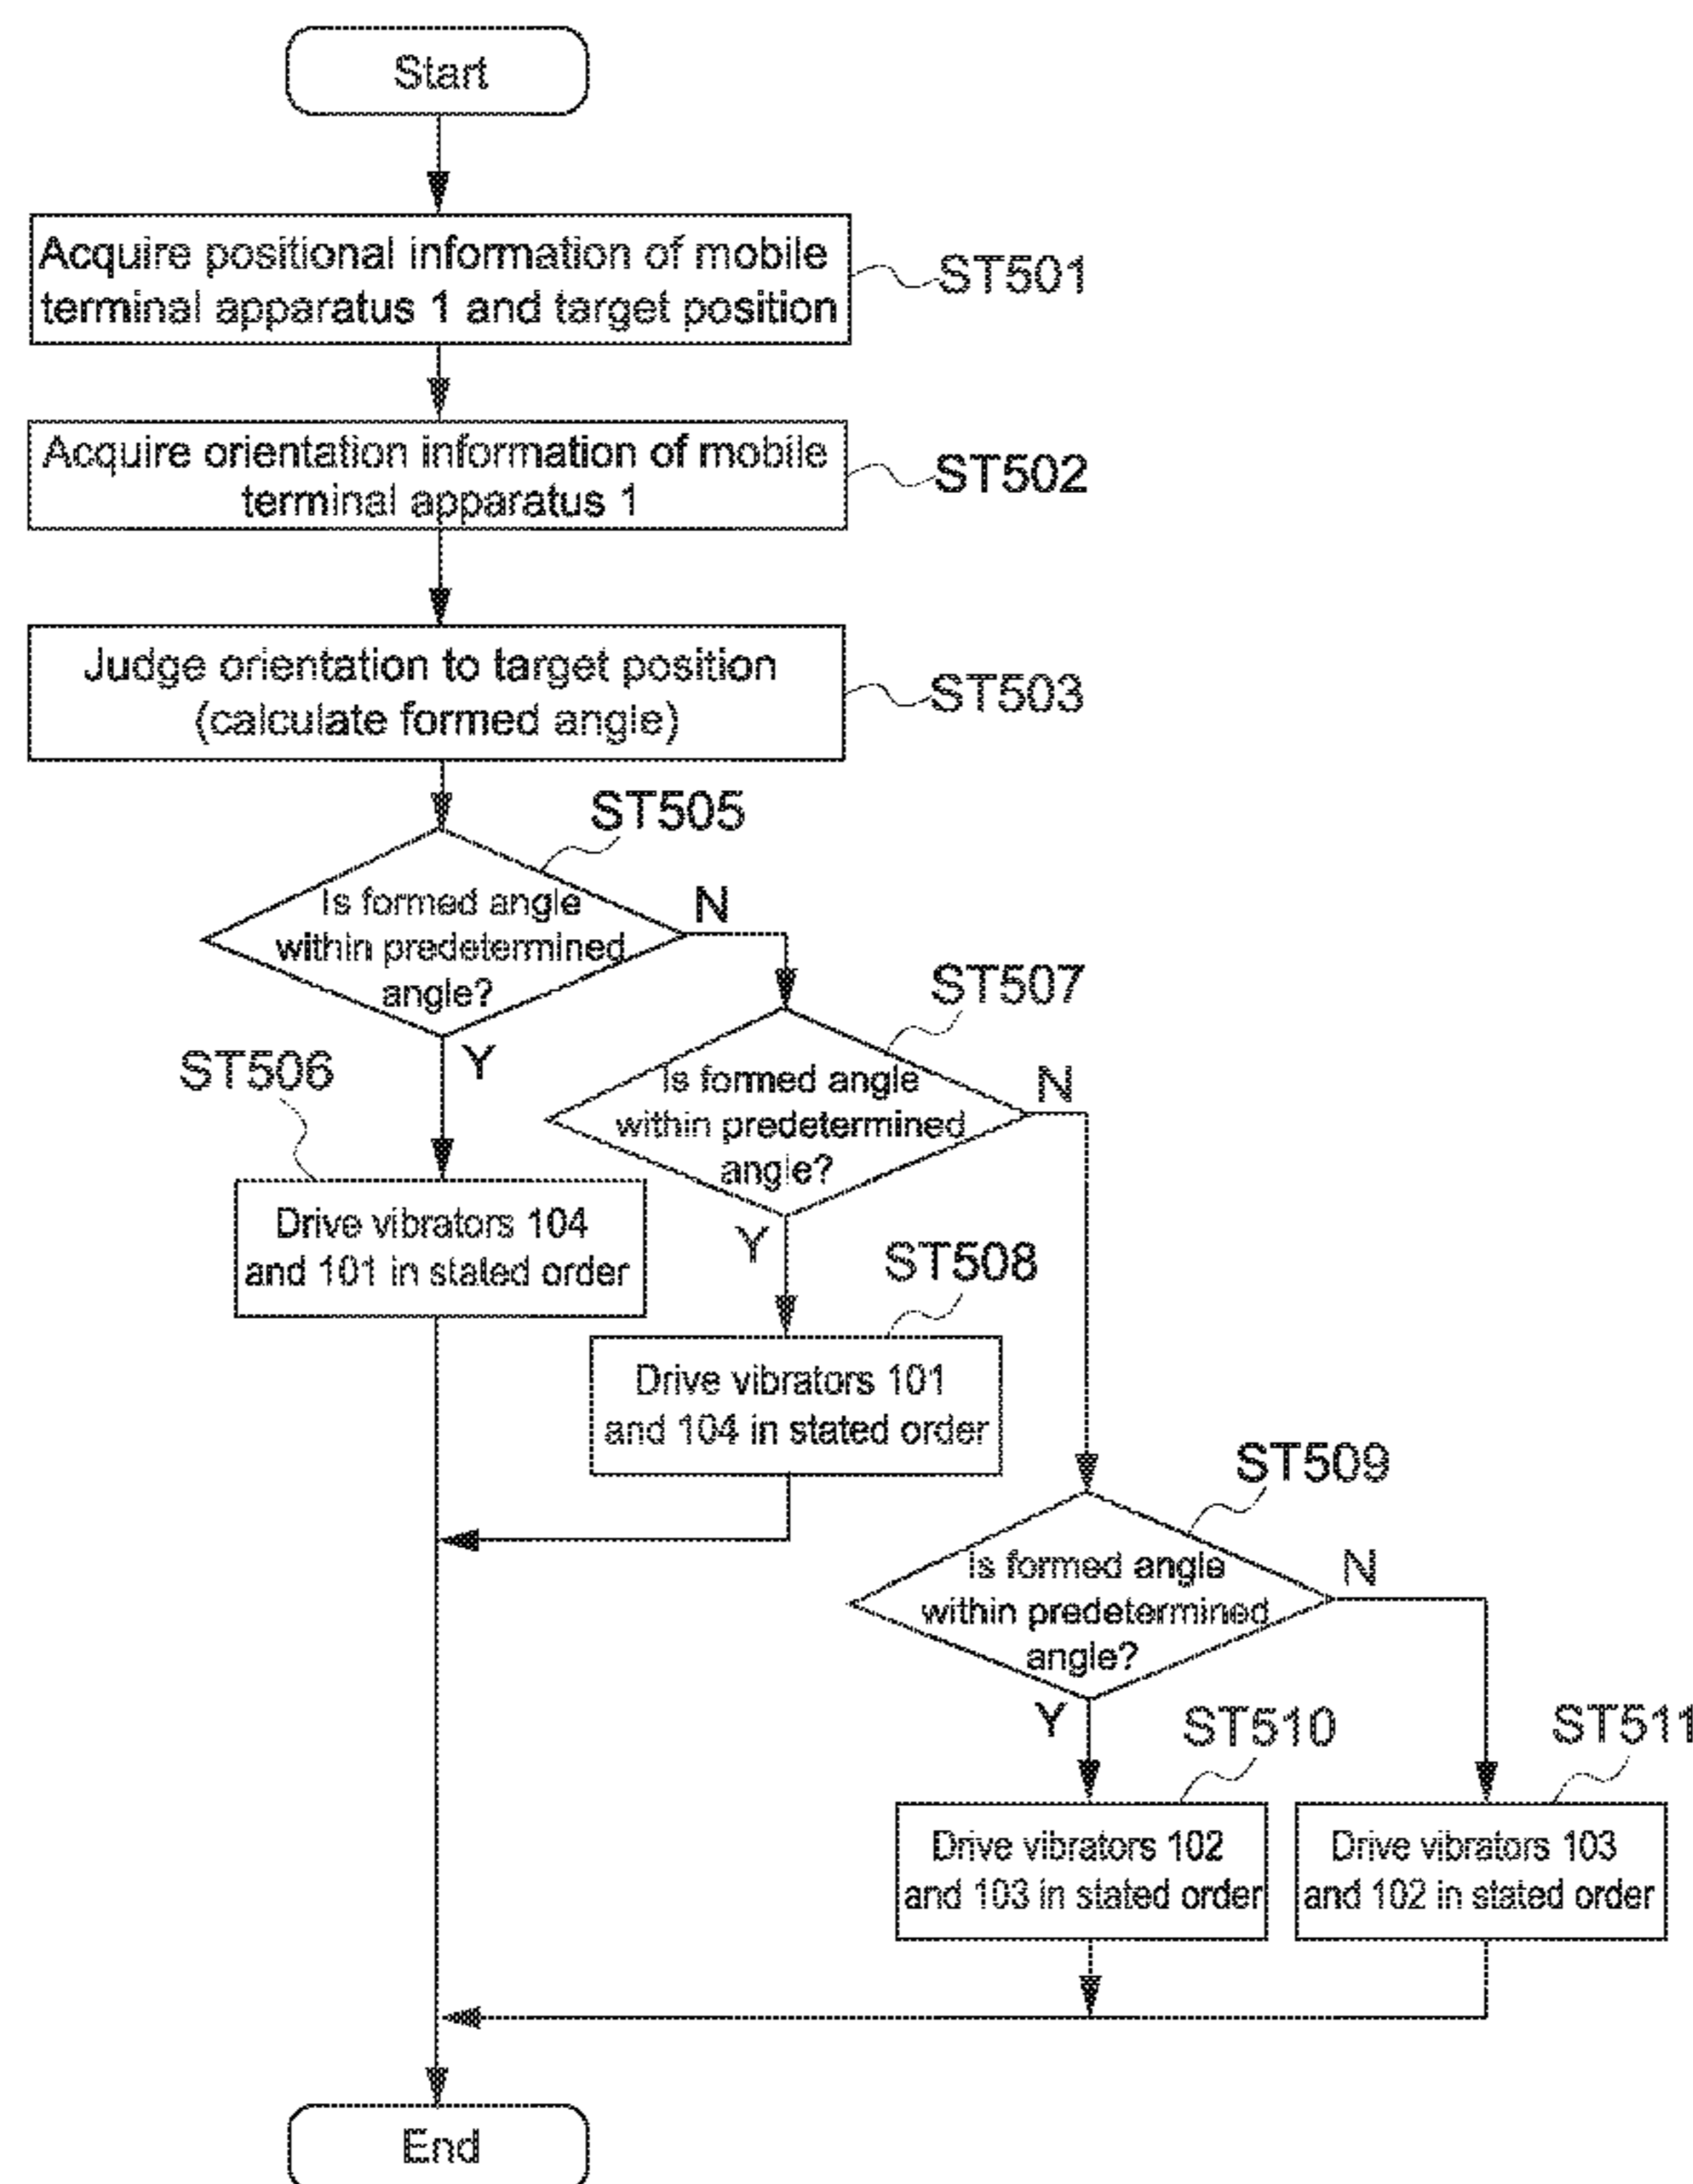 Start
Acquire positional information of mobile
terminal apparatus 1 and target position
ST501
Acquire orientation information of mobile
terminal apparatus 1
ST502
Judge orientation to target position
(calculate formed angle)
ST503
ST505
Is formed angle
within predetermined
angle?
N
Y
ST506
Drive vibrators 104
and 101 in stated order
ST507
Is formed angle
within predetermined
angle?
N
Y
ST508
Drive vibrators 101
and 104 in stated order
ST509
Is formed angle
within predetermined
angle?
N
Y
ST510
Drive vibrators 102
and 103 in stated order
ST511
Drive vibrators 103
and 102 in stated order
End